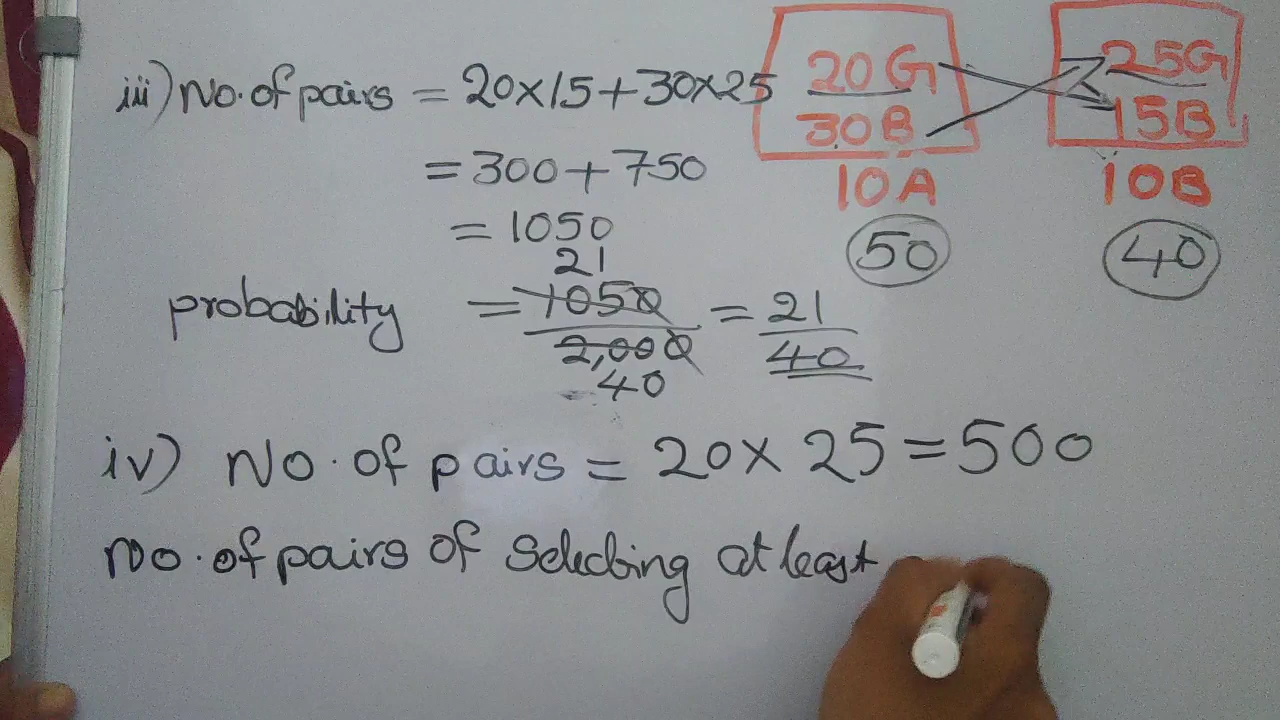 iii) No. of pairs = 20×15+30×25
= 300+750
= 1050
21
probability = 1050/2,000 = 21/40
40
20G
30B
10A
50
25G
15B
10B
40
iv) No. of pairs = 20× 25=500
No. of pairs of selecting at least